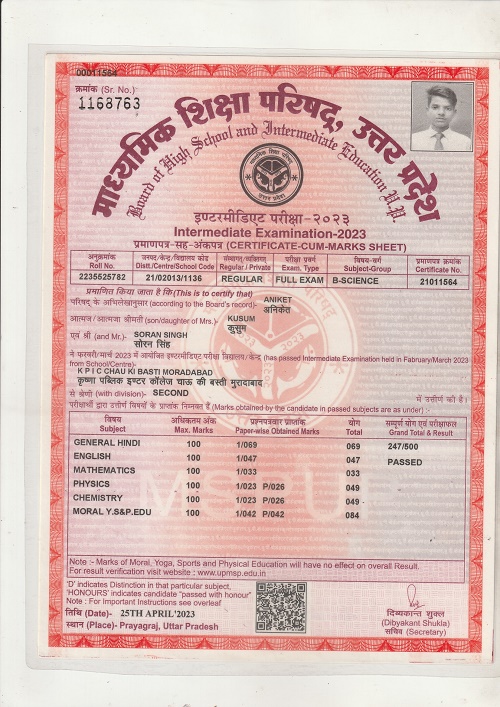 00011564
क्रमांक (Sr. No.)
1168763
माध्यमिक शिक्षा परिषद्, उत्तर प्रदेश
Board of High School and Intermediate Education U.P.
इण्टरमीडिएट परीक्षा-२०२३
Intermediate Examination-2023
प्रमाणपत्र-सह-अंकपत्र (CERTIFICATE-CUM-MARKS SHEET)
अनुक्रमांक जनपद/केन्द्र/विद्यालय कोड संस्थागत/व्यक्तिगत परीक्षा प्रकार विषय-वर्ग प्रमाणपत्र क्रमांक
Roll No. Distt./Centre/School Code Regular / Private Exam. Type Subject-Group Certificate No.
2235525782 21/02013/1136 REGULAR FULL EXAM B-SCIENCE 21011564
प्रमाणित किया जाता है कि (This is to certify that)
परिषद् के अभिलेखानुसार (according to the Board's record)- ANIKET
अनिकेत
आत्मज / आत्मजा श्रीमती (son/daughter of Mrs.- KUSUM
कुसुम
एवं श्री (and Mr.)- SORAN SINGH
सौरन सिंह
ने फरवरी/मार्च 2023 में आयोजित इण्टरमीडिएट परीक्षा विद्यालय/ केन्द्र (has passed Intermediate Examination held in Fabruary/March 2023
from School/Centre)-
K P I C CHAU KI BASTI MORADABAD
कृष्णा पब्लिक इण्टर कॉलेज चाऊ की बस्ती मुरादाबाद
से श्रेणी (with division)- SECOND में उत्तीर्ण की है।
परीक्षार्थी द्वारा उत्तीर्ण विषयों के प्राप्तांक निम्नवत हैं (Marks obtained by the candidate in passed subjects are as under) :-
विषय अधिकतम अंक प्रश्नपत्रवार प्राप्तांक योग सम्पूर्ण योग एवं परीक्षाफल
Subject Max. Marks Paper-wise Obtained Marks Total Grand Total & Result
GENERAL HINDI 100 1/069 069 247/500
ENGLISH 100 1/047 047 PASSED
MATHEMATICS 100 1/033 033
PHYSICS 100 1/023 P/026 049
CHEMISTRY 100 1/023 P/026 049
MORAL Y.S&P.EDU 100 1/042 P/042 084
Note :- Marks of Moral, Yoga, Sports and Physical Education will have no effect on overall Result.
For result verification visit website : www.upmsp.edu.in
'D' indicates Distinction in that particular subject.
'HONOURS' indicates candidate "passed with honour"
Note : For Important Instructions see overleaf
तिथि (Date)- 25TH APRIL'2023
स्थान (Place)- Prayagraj, Uttar Pradesh
दिव्यकान्त शुक्ल
(Dibyakant Shukla)
सचिव (Secretary)